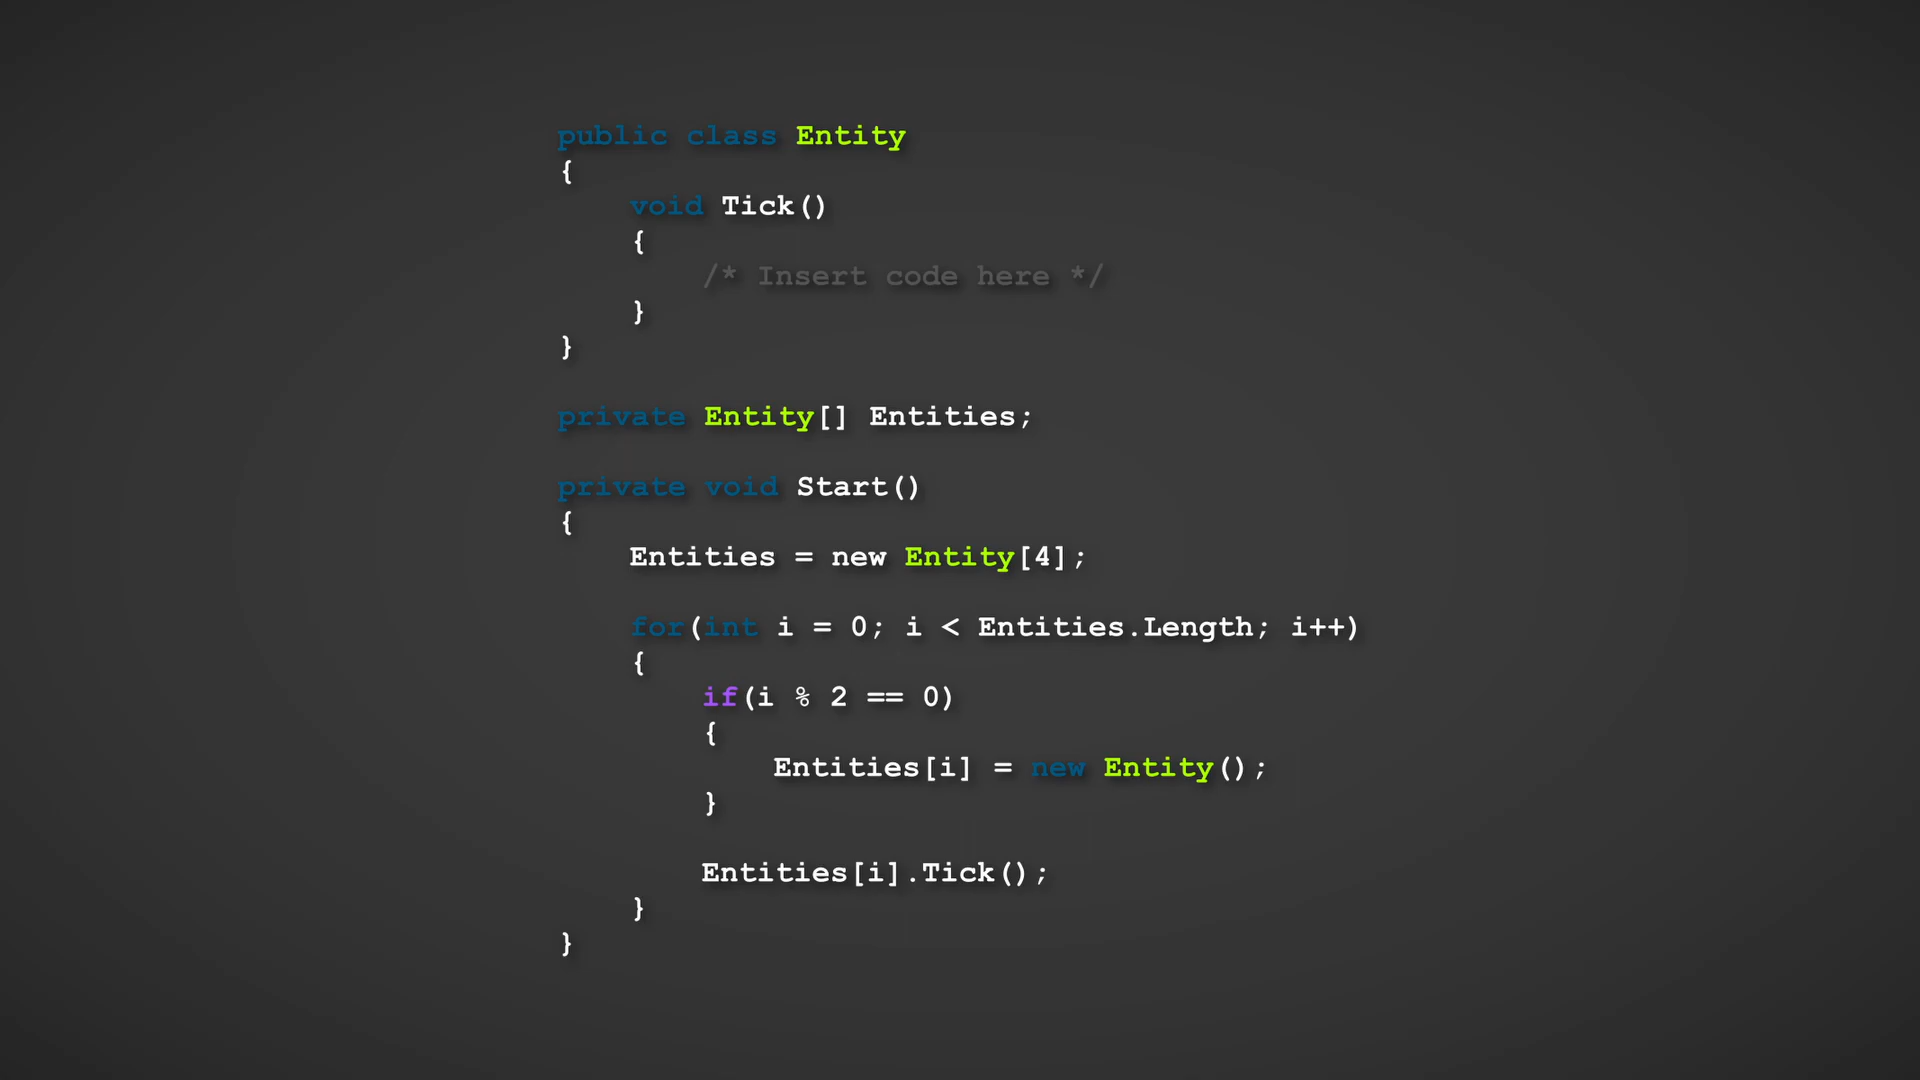 public class Entity
{
    void Tick()
    {
        /* Insert code here */
    }
}
private Entity[] Entities;
private void Start()
{
    Entities = new Entity[4];
    for(int i = 0; i < Entities.Length; i++)
    {
        if(i % 2 == 0)
        {
            Entities[i] = new Entity();
        }
        Entities[i].Tick();
    }
}